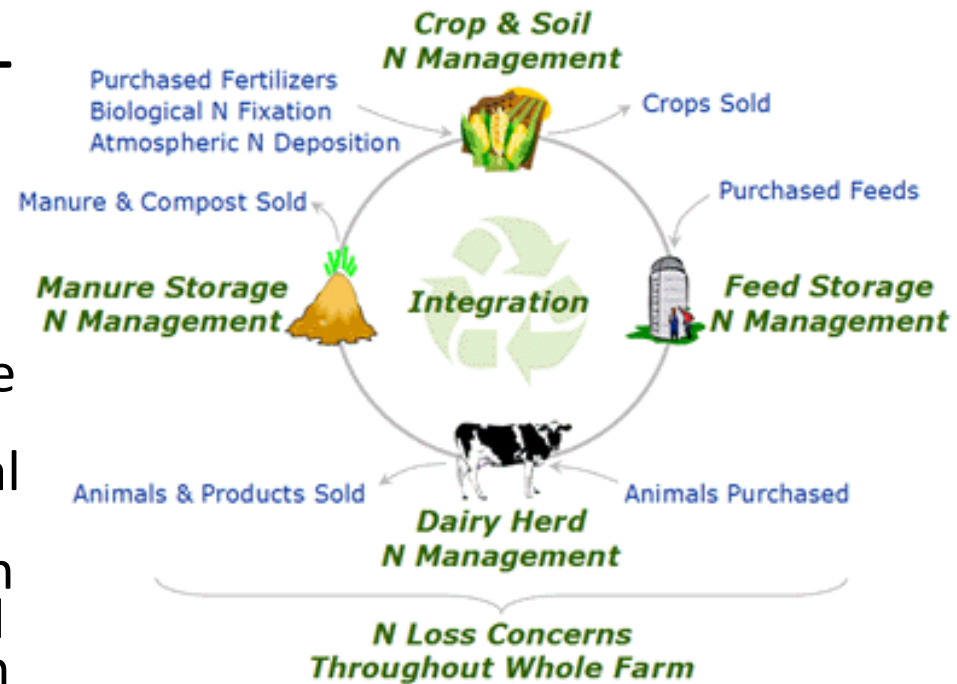 Crop & Soil
N Management
Purchased Fertilizers
Biological N Fixation
Atmospheric N Deposition
Crops Sold
Manure & Compost Sold
Purchased Feeds
Manure Storage
N Management
Integration
Feed Storage
N Management
Animals & Products Sold
Animals Purchased
Dairy Herd
N Management
N Loss Concerns
Throughout Whole Farm